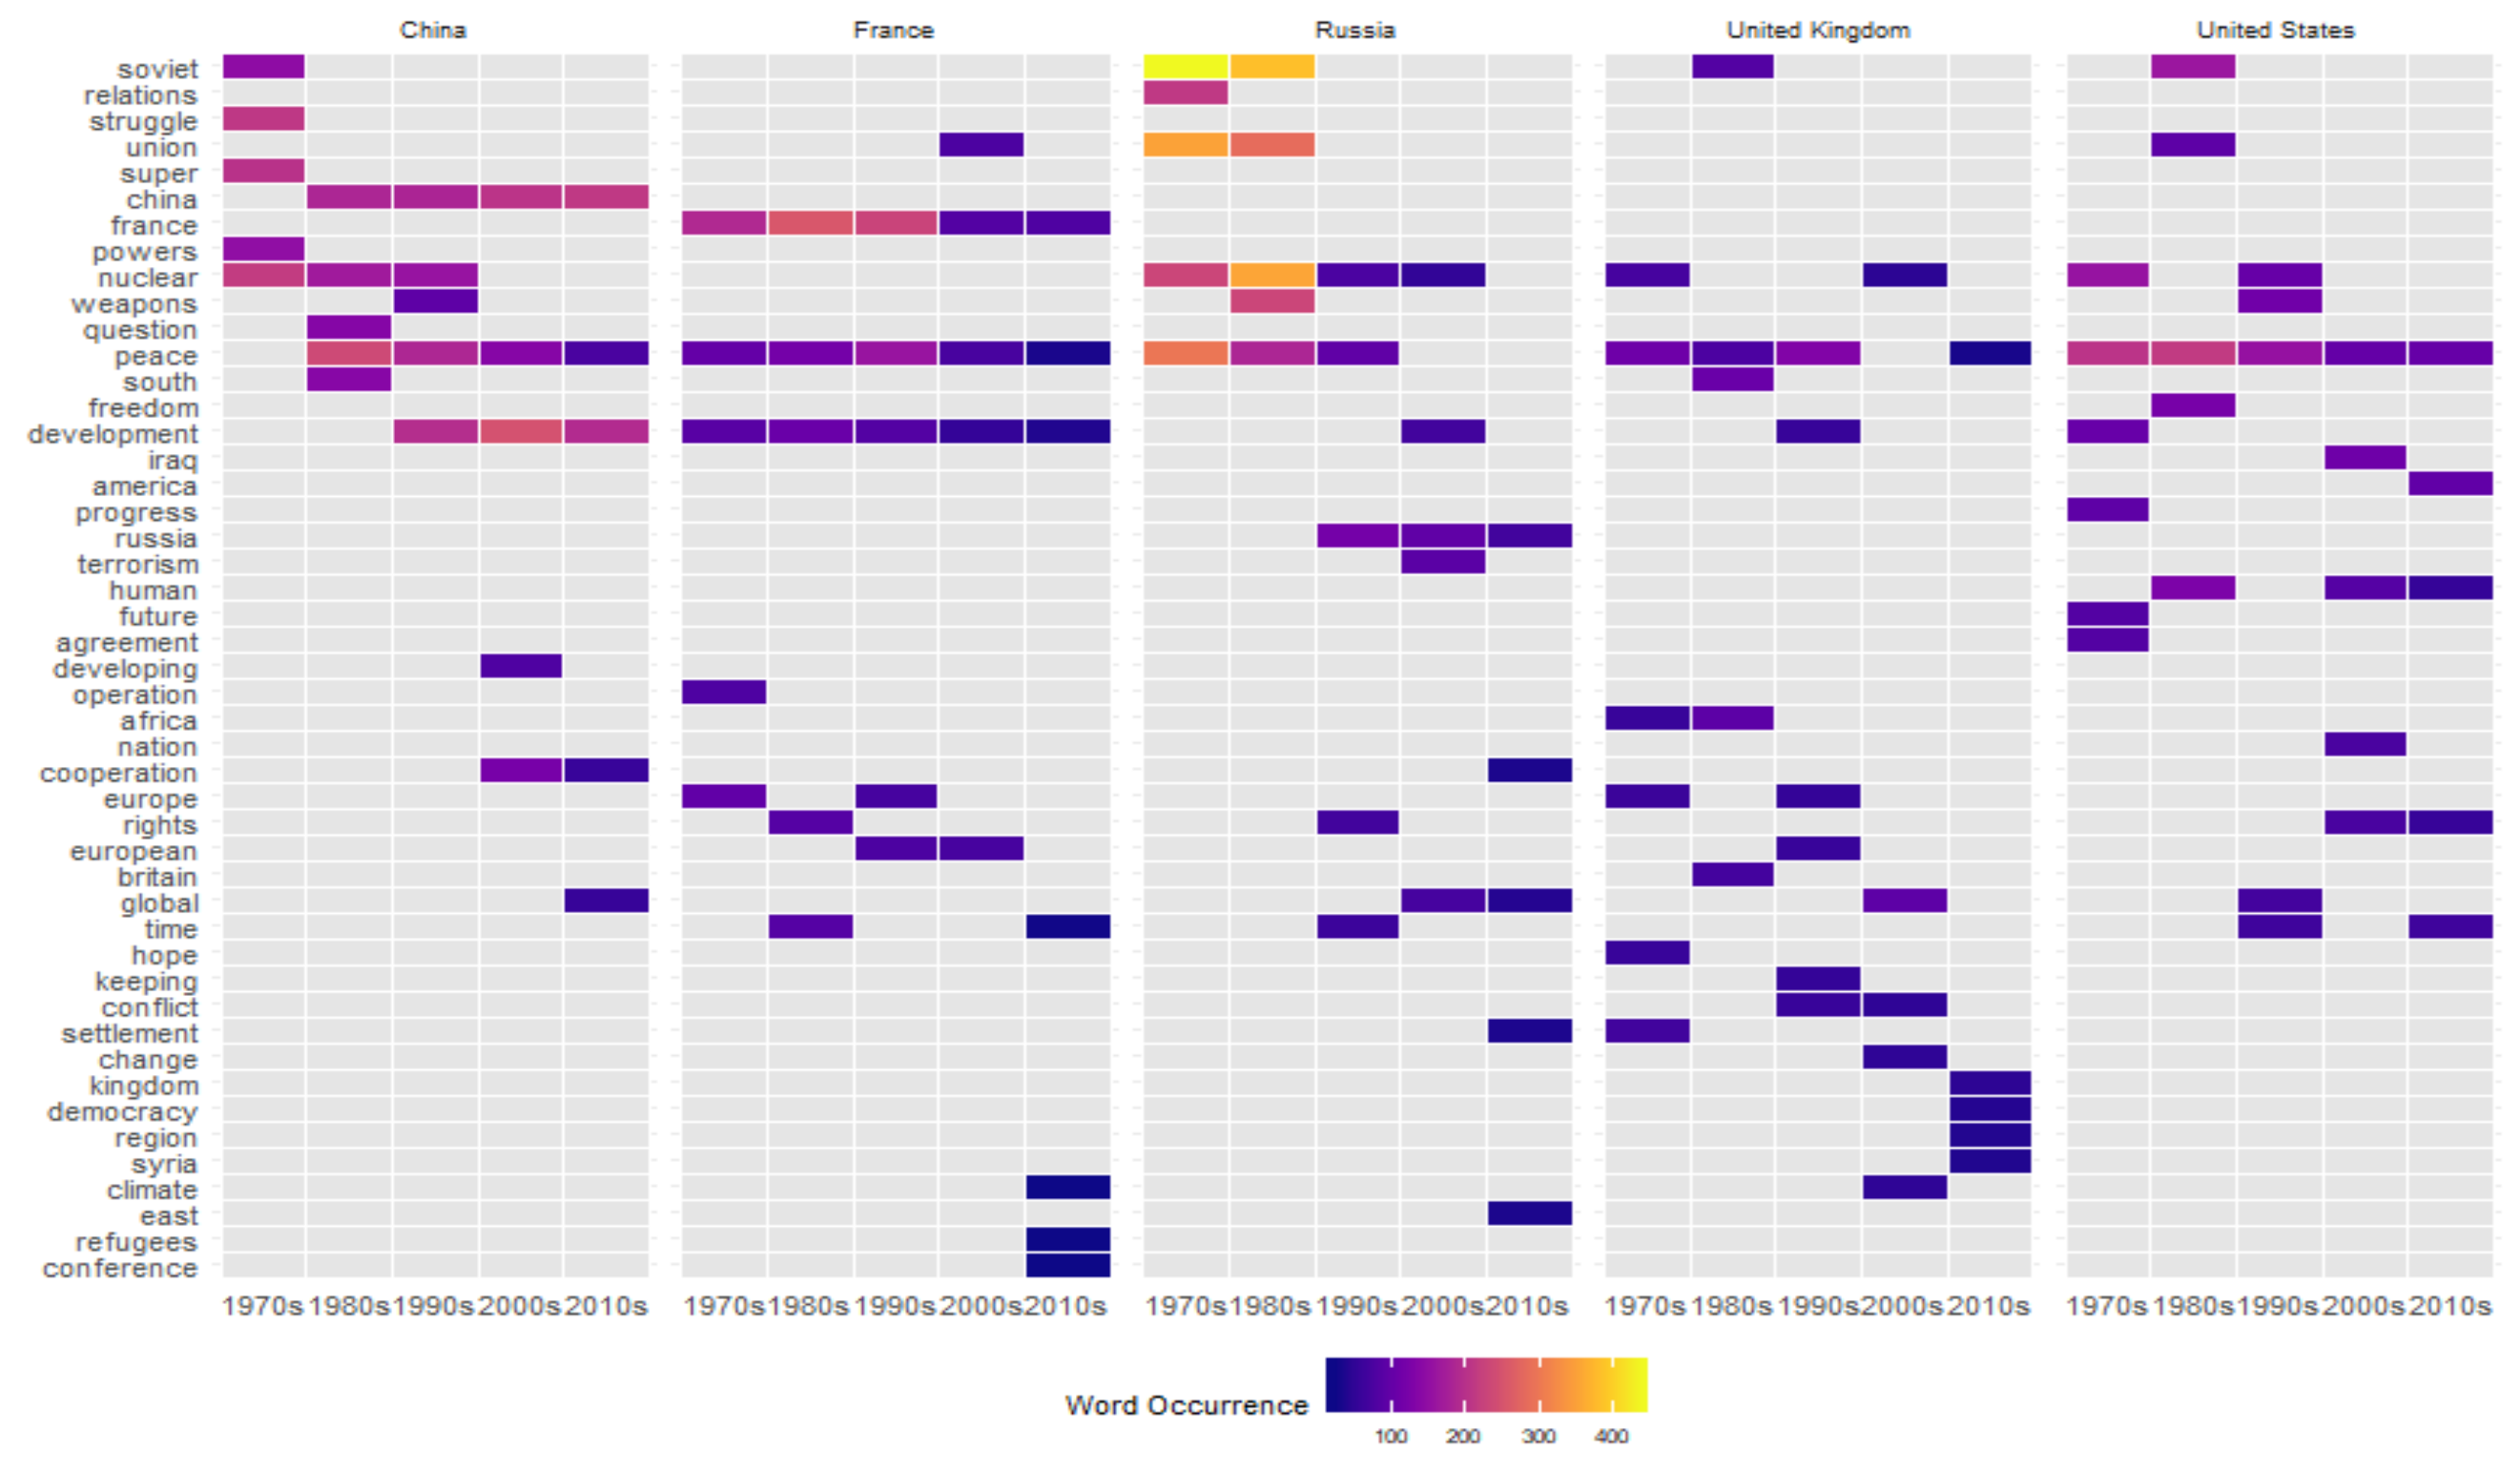 China France Russia United Kingdom United States
soviet
relations
struggle
union
super
china
france
powers
nuclear
weapons
question
peace
south
freedom
development
iraq
america
progress
russia
terrorism
human
future
agreement
developing
operation
africa
nation
cooperation
europe
rights
european
britain
global
time
hope
keeping
conflict
settlement
change
kingdom
democracy
region
syria
climate
east
refugees
conference
1970s 1980s 1990s 2000s 2010s 1970s 1980s 1990s 2000s 2010s 1970s 1980s 1990s 2000s 2010s 1970s 1980s 1990s 2000s 2010s 1970s 1980s 1990s 2000s 2010s
Word Occurrence
100 200 300 400